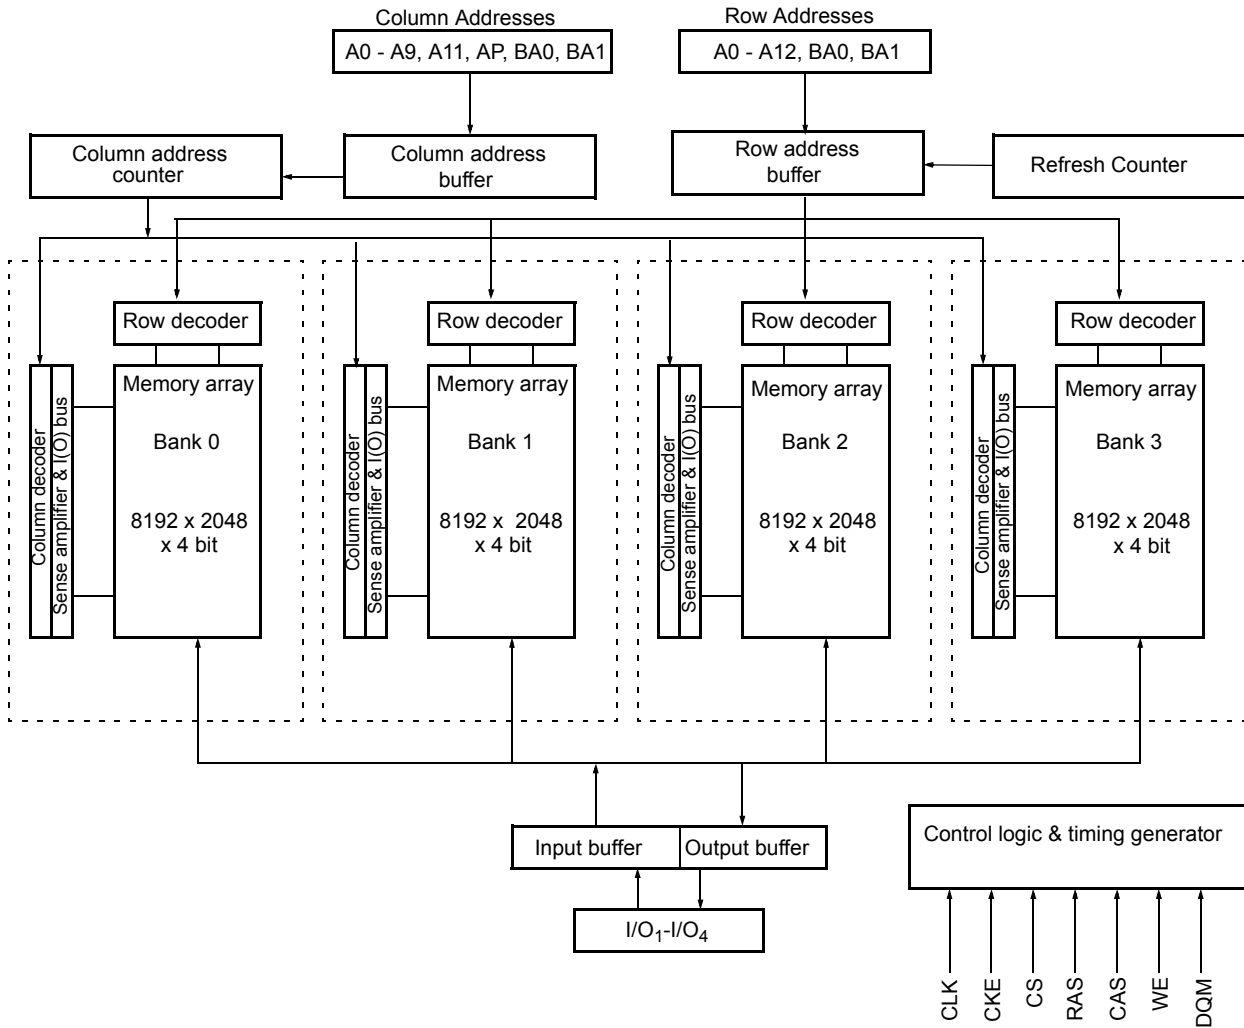 Column Addresses
Row Addresses
A0 - A9, A11, AP, BA0, BA1
A0 - A12, BA0, BA1
Column address
counter
Column address
buffer
Row address
buffer
Refresh Counter
Row decoder
Row decoder
Row decoder
Row decoder
Column decoder
Sense amplifier & I(O) bus
Memory array
Bank 0
8192 x 2048
x 4 bit
Column decoder
Sense amplifier & I(O) bus
Memory array
Bank 1
8192 x 2048
x 4 bit
Column decoder
Sense amplifier & I(O) bus
Memory array
Bank 2
8192 x 2048
x 4 bit
Column decoder
Sense amplifier & I(O) bus
Memory array
Bank 3
8192 x 2048
x 4 bit
Input buffer
Output buffer
I/O1-I/O4
Control logic & timing generator
CLK
CKE
CS
RAS
CAS
WE
DQM